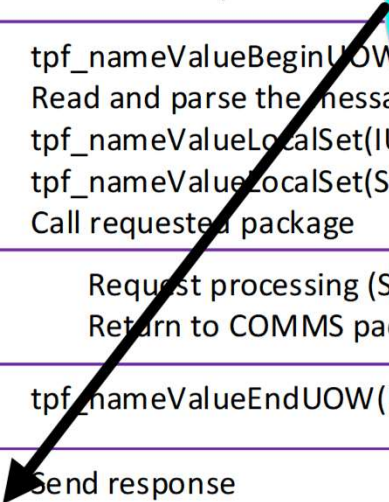 tpf_nameValueBeginUOW
Read and parse the messa
tpf_nameValueLocalSet(IU
tpf_nameValueLocalSet(S
Call requested package
Request processing (S
Return to COMMS pa
tpf_nameValueEndUOW(
Send response